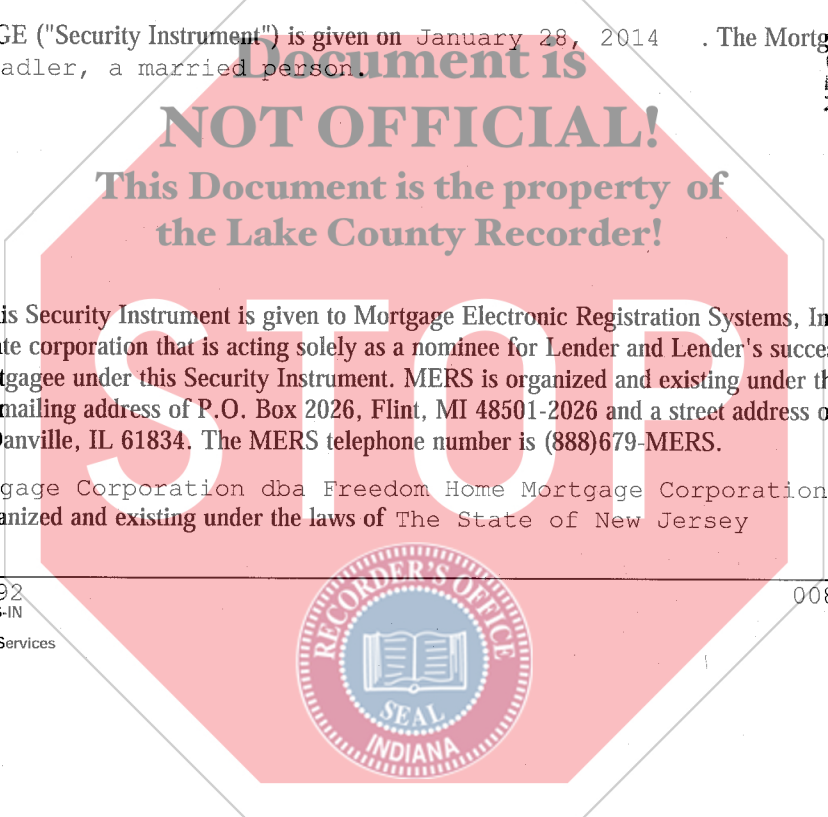 GE ("Security Instrument") is given on January 28, 2014 . The Mortg
adler, a married person.
Document is
NOT OFFICIAL!
This Document is the property of
the Lake County Recorder!
STOP
is Security Instrument is given to Mortgage Electronic Registration Systems, In
te corporation that is acting solely as a nominee for Lender and Lender's succes
tgagee under this Security Instrument. MERS is organized and existing under th
mailing address of P.O. Box 2026, Flint, MI 48501-2026 and a street address o
Danville, IL 61834. The MERS telephone number is (888)679-MERS.
gage Corporation dba Freedom Home Mortgage Corporation
anized and existing under the laws of The State of New Jersey
92
-IN
008
Services
RECORDER'S OFFICE
SEAL
INDIANA